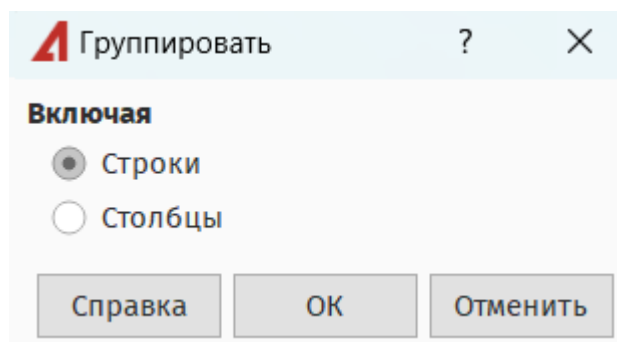 Группировать ?
Включая
Строки
Столбцы
Справка ОК Отменить